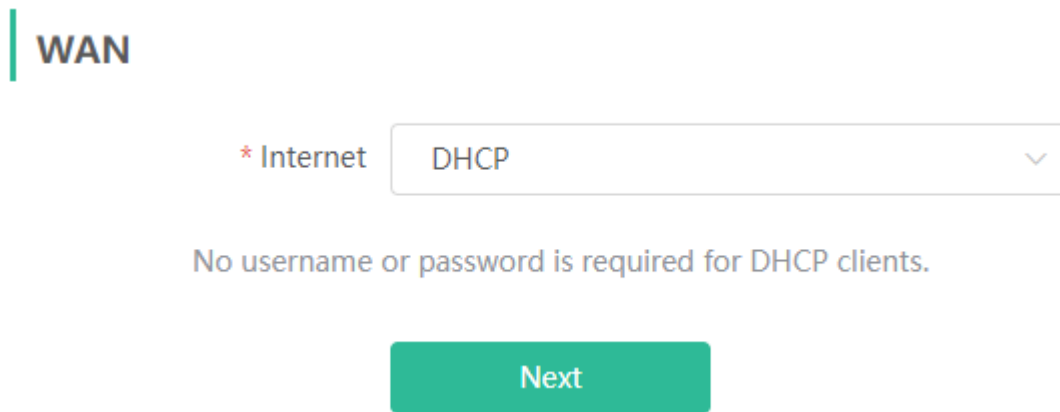 WAN
* Internet DHCP
No username or password is required for DHCP clients.
Next